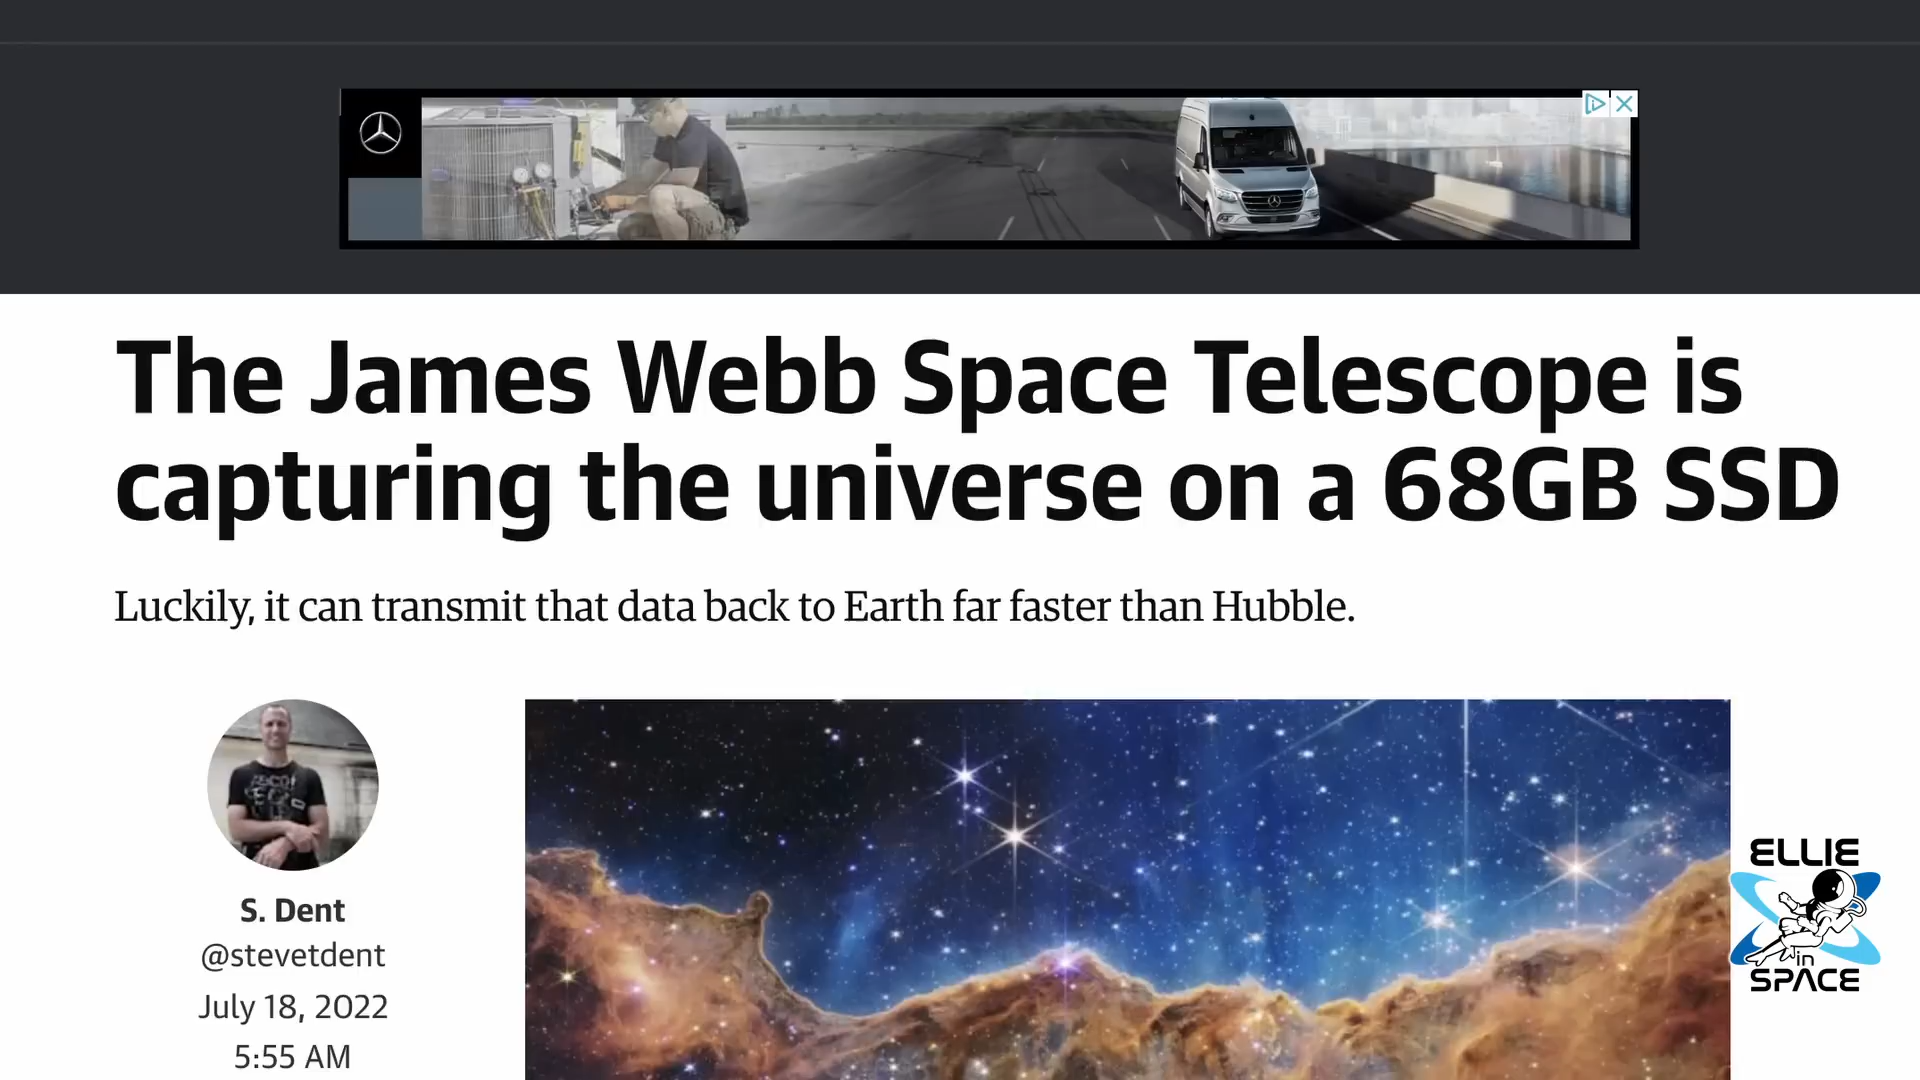 The James Webb Space Telescope is
capturing the universe on a 68GB SSD
Luckily, it can transmit that data back to Earth far faster than Hubble.
S. Dent
@stevetdent
July 18, 2022
5:55 AM
ELLIE
in
SPACE